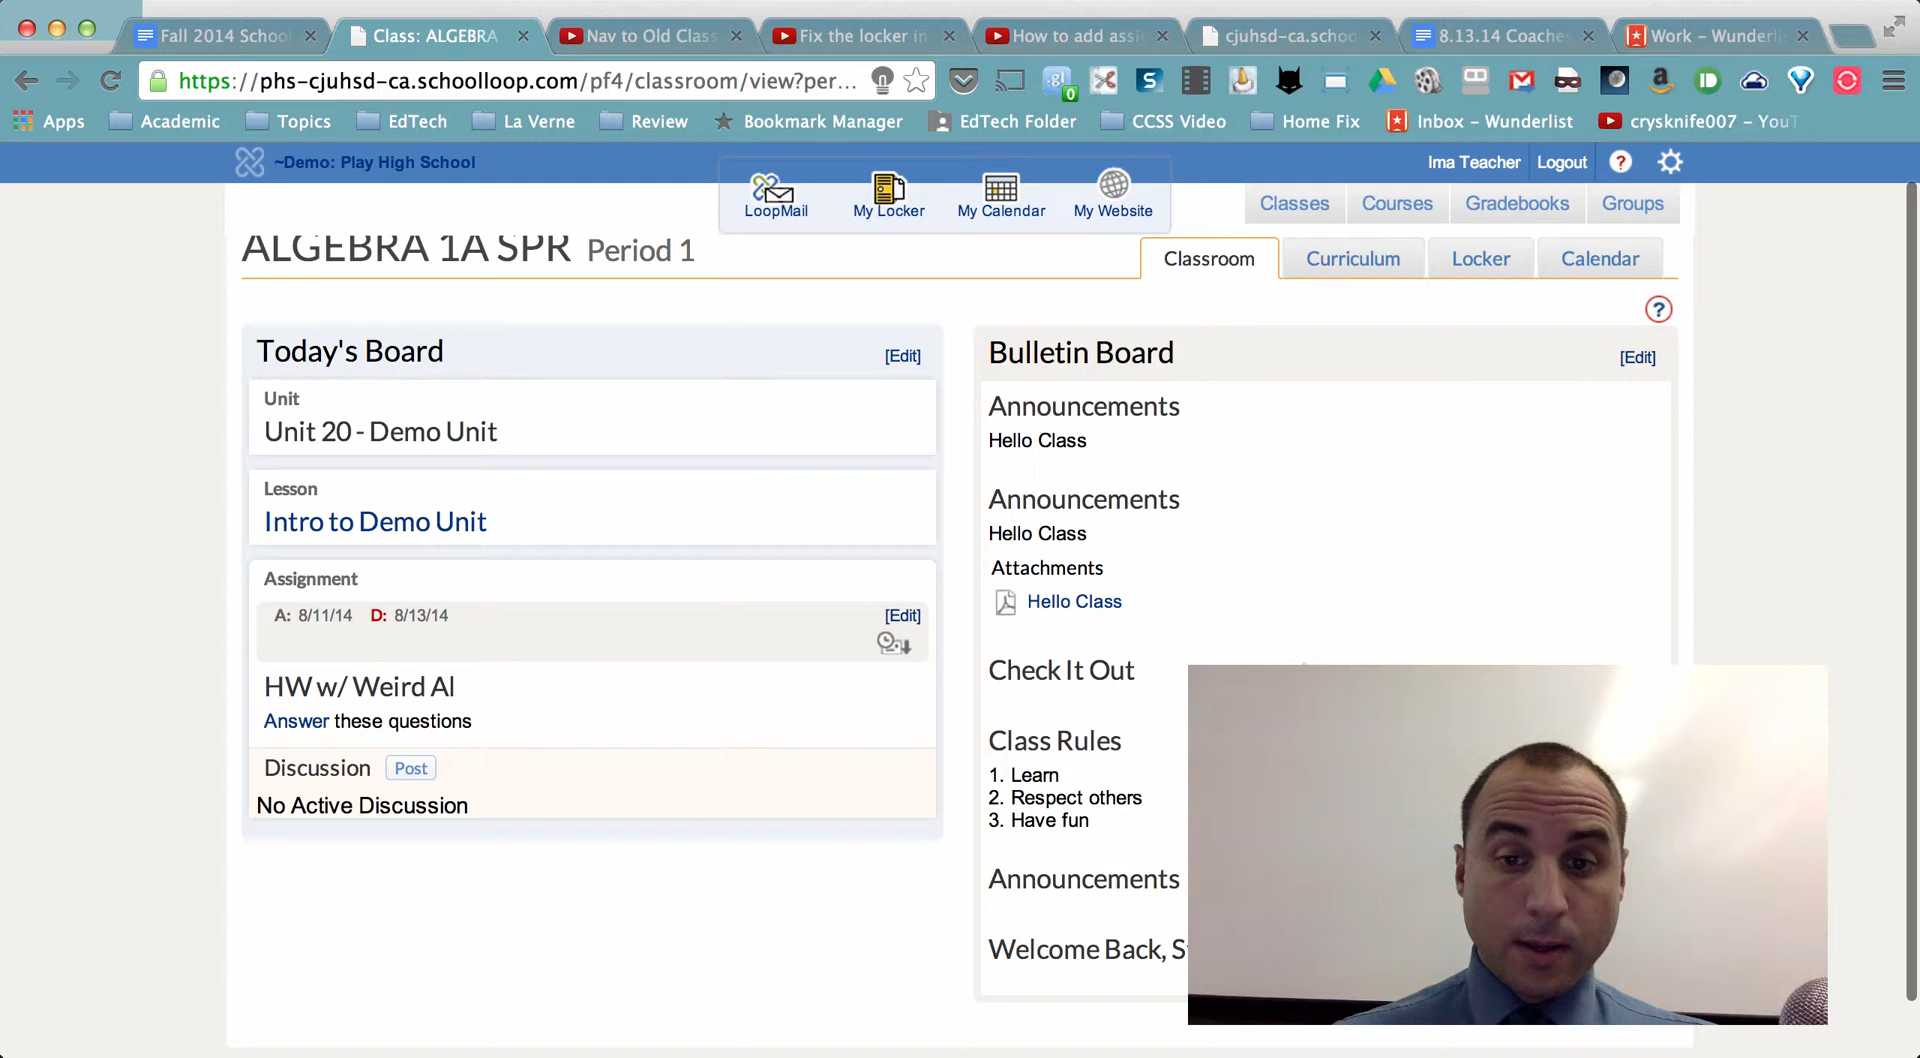 Fall 2014 Schoo
Class: ALGEBRA
Nav to Old Class
Fix the locker in
How to add assi
cjuhsd-ca.schoo
8.13.14 Coaches
Work – Wunderli
https://phs-cjuhsd-ca.schoolloop.com/pf4/classroom/view?per...
Apps
Academic
Topics
EdTech
La Verne
Review
Bookmark Manager
EdTech Folder
CCSS Video
Home Fix
Inbox – Wunderlist
crysknife007 – YouT
~Demo: Play High School
Ima Teacher
Logout
LoopMail
My Locker
My Calendar
My Website
Classes
Courses
Gradebooks
Groups
ALGEBRA 1A SPR Period 1
Classroom
Curriculum
Locker
Calendar
Today's Board
[Edit]
Unit
Unit 20 - Demo Unit
Lesson
Intro to Demo Unit
Assignment
A: 8/11/14 D: 8/13/14
[Edit]
HW w/ Weird Al
Answer these questions
Discussion
Post
No Active Discussion
Bulletin Board
[Edit]
Announcements
Hello Class
Announcements
Hello Class
Attachments
Hello Class
Check It Out
Class Rules
1. Learn
2. Respect others
3. Have fun
Announcements
Welcome Back, S